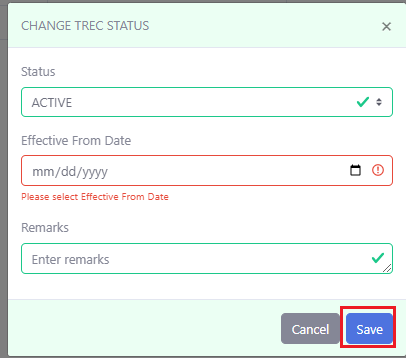 CHANGE TREC STATUS
Status
ACTIVE
Effective From Date
mm/dd/yyyy
Please select Effective From Date
Remarks
Enter remarks
Cancel Save